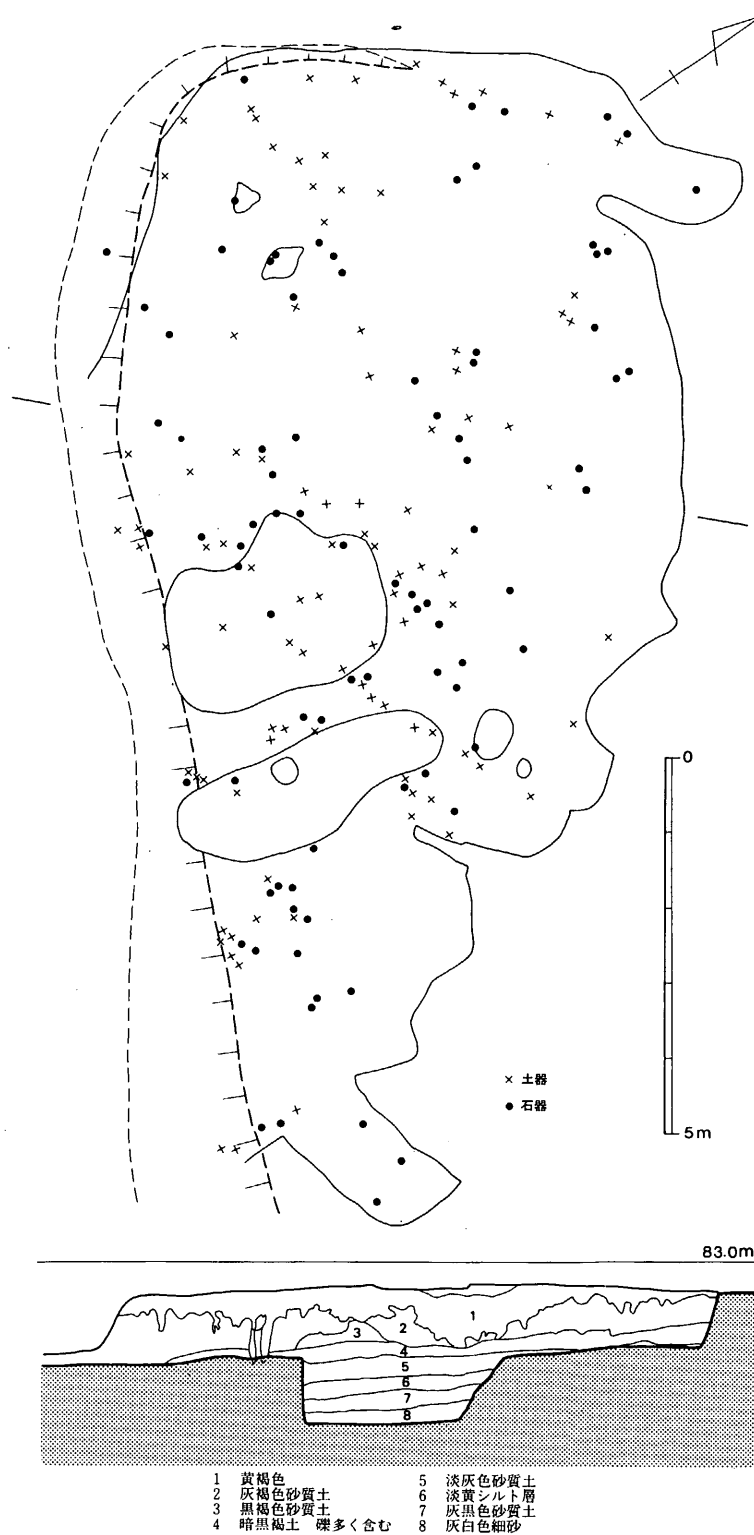 0
× 土器
● 石器
5m
83.0m
1
2
3
4
5
6
7
8
1 黄褐色
2 灰褐色砂質土
3 黒褐色砂質土
4 暗黒褐土 礫多く含む
5 淡灰色砂質土
6 淡黄シルト層
7 灰黒色砂質土
8 灰白色細砂